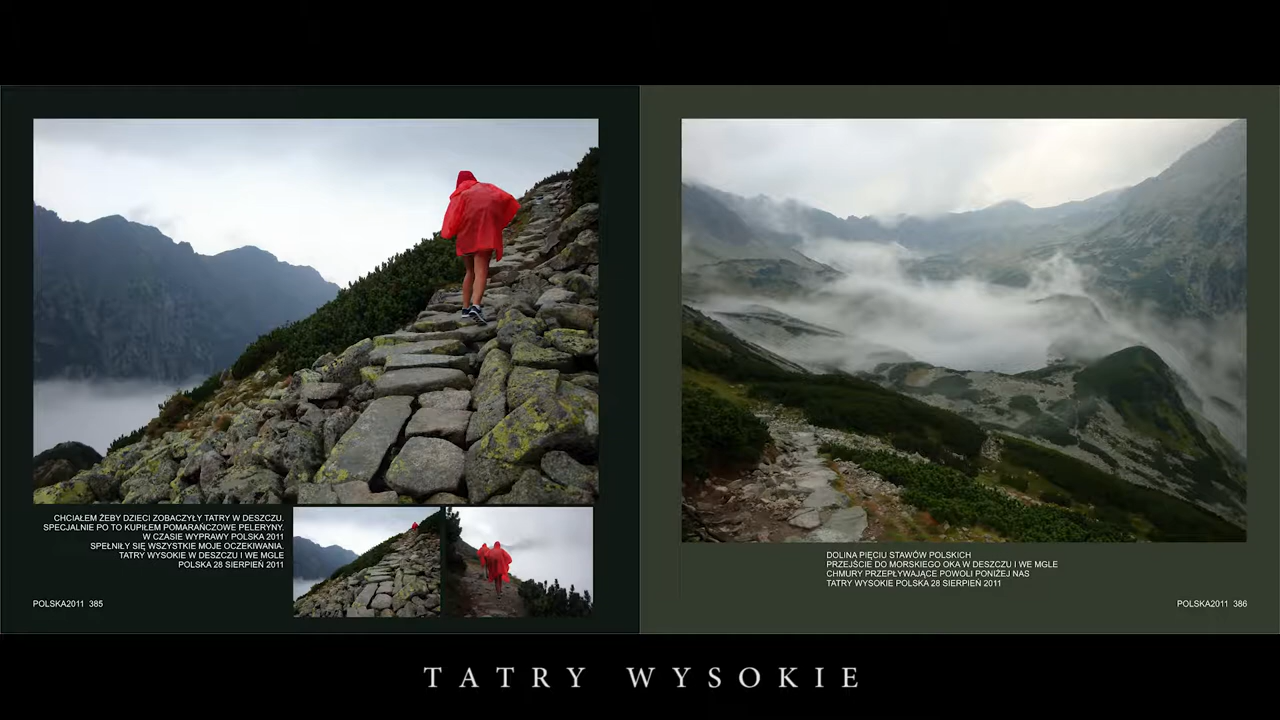 CHCIAŁEM ŻEBY DZIECI ZOBACZYŁY TATRY W DESZCZU.
SPECJALNIE PO TO KUPIŁEM POMARAŃCZOWE PELERYNY.
W CZASIE WYPRAWY POLSKA 2011
SPEŁNIŁY SIĘ WSZYSTKIE MOJE OCZEKIWANIA.
TATRY WYSOKIE W DESZCZU I WE MGLE
POLSKA 28 SIERPIEŃ 2011
POLSKA2011 385
DOLINA PIĘCIU STAWÓW POLSKICH
PRZEJŚCIE DO MORSKIEGO OKA W DESZCZU I WE MGLE
CHMURY PRZEPŁYWAJĄCE POWOLI PONIŻEJ NAS
TATRY WYSOKIE POLSKA 28 SIERPIEŃ 2011
POLSKA2011 386
TATRY WYSOKIE